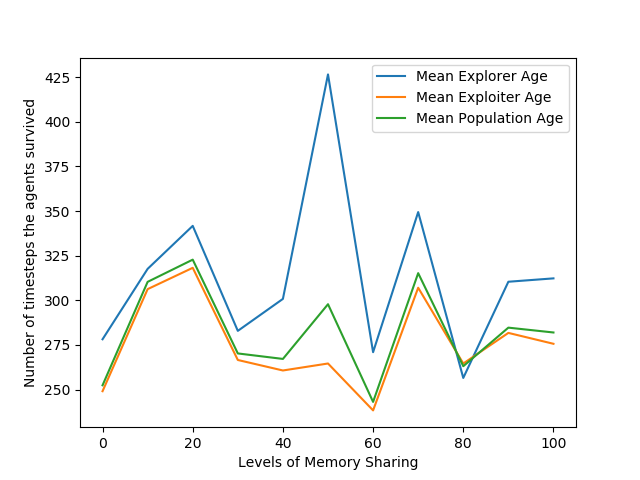 Mean Explorer Age
Mean Exploiter Age
Mean Population Age
Number of timesteps the agents survived
425
400
375
350
325
300
275
250
0 20 40 60 80 100
Levels of Memory Sharing